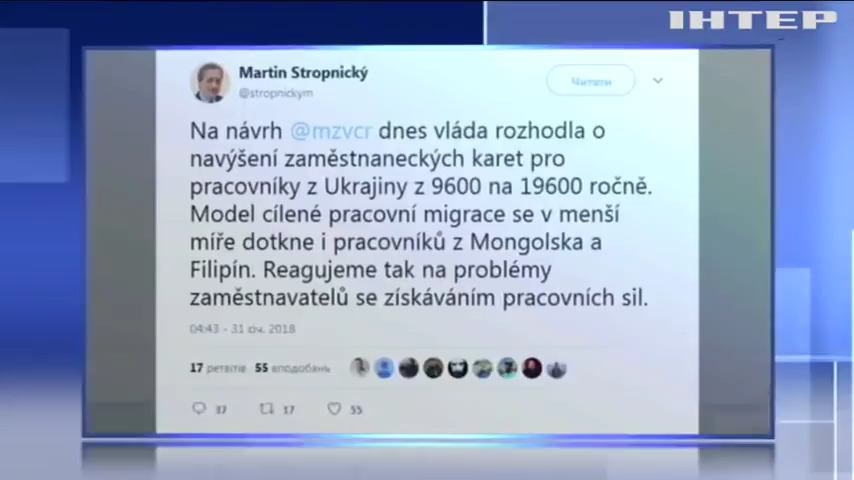 ІНТЕР
Martin Stropnický
@stropnickym
Читати
Na návrh @mzvcr dnes vláda rozhodla o
navýšení zaměstnaneckých karet pro
pracovníky z Ukrajiny z 9600 na 19600 ročně.
Model cílené pracovní migrace se v menší
míře dotkne i pracovníků z Mongolska a
Filipín. Reagujeme tak na problémy
zaměstnavatelů se získáváním pracovních sil.
04:43 - 31 січ. 2018
17 ретвітів 55 вподобань
37 17 55